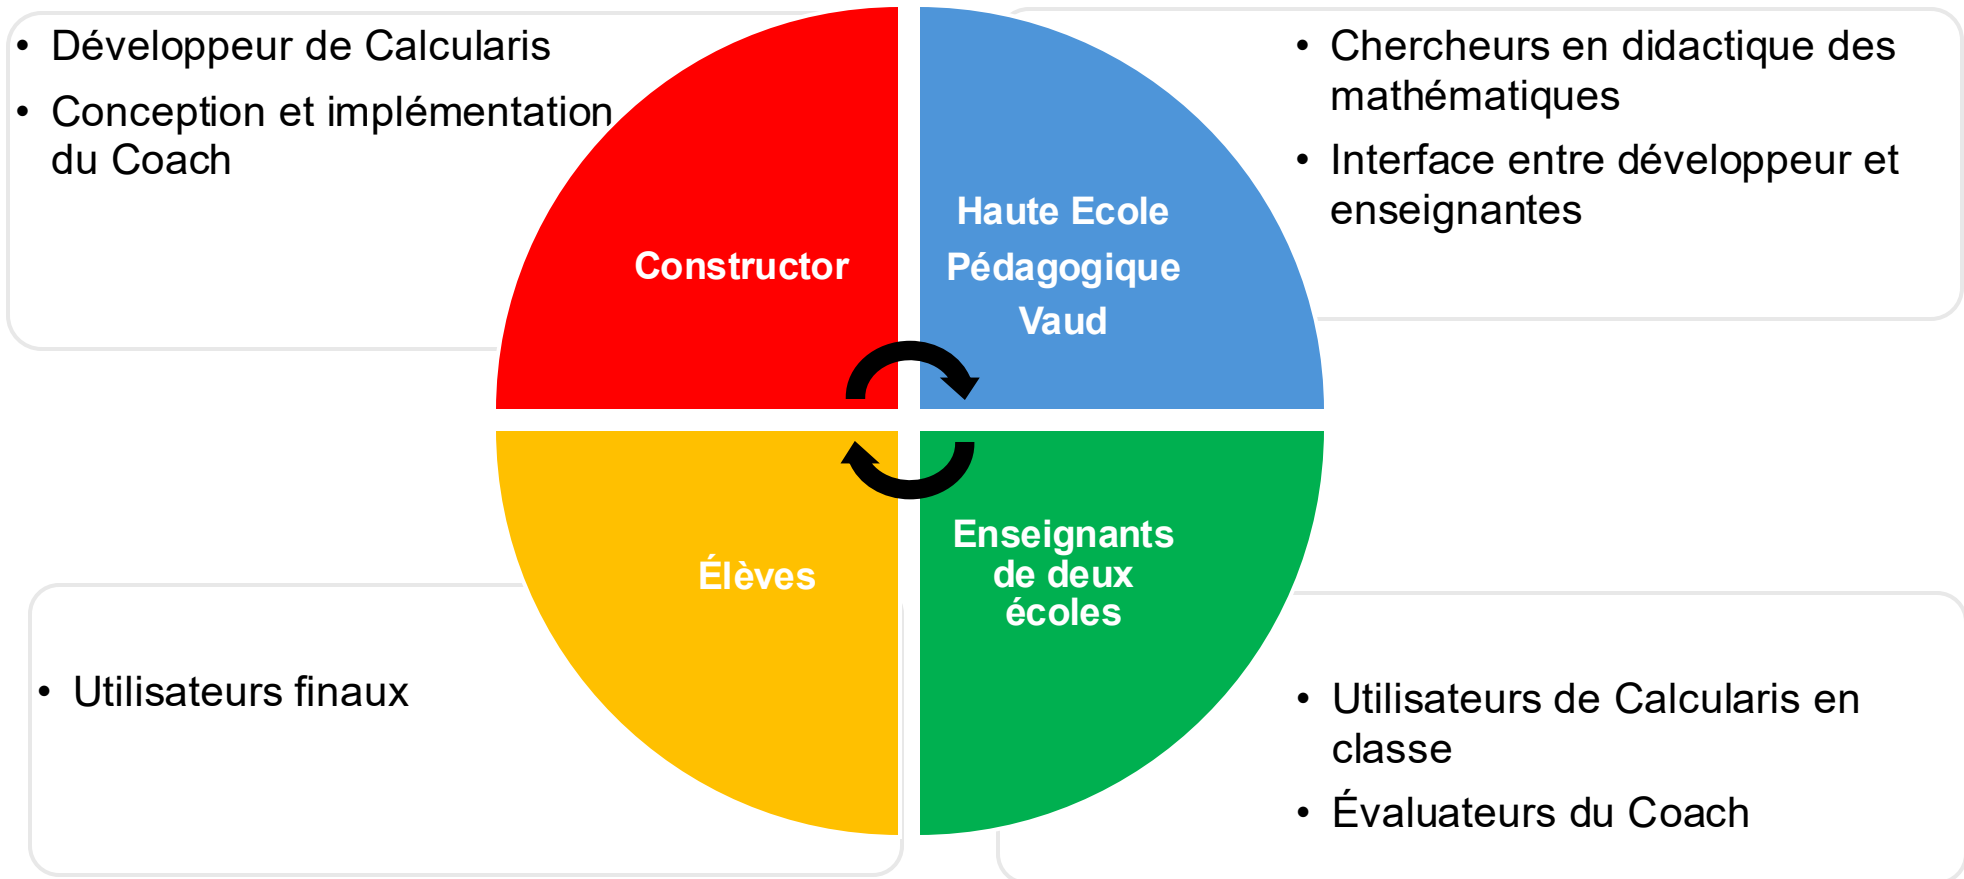 • Développeur de Calcularis
• Conception et implémentation
du Coach
Constructor
Haute Ecole
Pédagogique
Vaud
• Chercheurs en didactique des
mathématiques
• Interface entre développeur et
enseignantes
Élèves
• Utilisateurs finaux
Enseignants
de deux
écoles
• Utilisateurs de Calcularis en
classe
• Évaluateurs du Coach